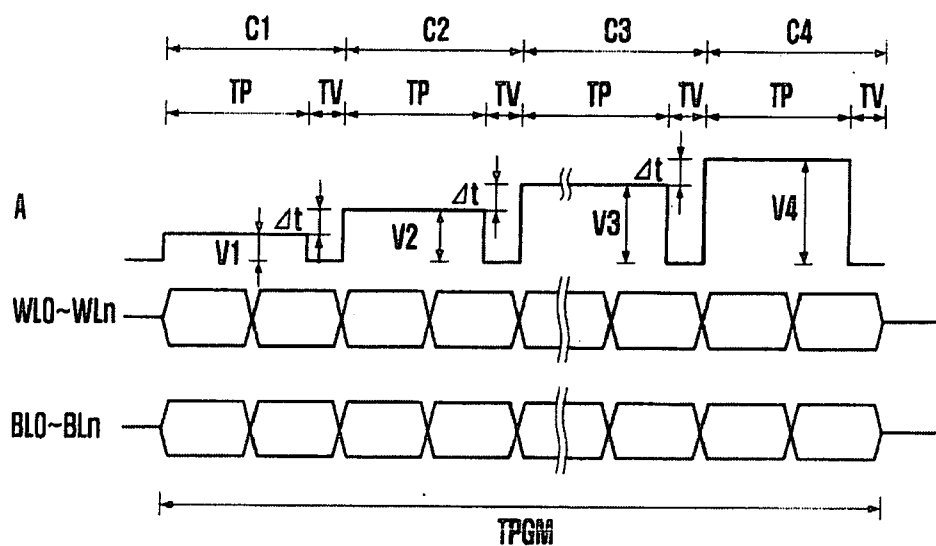 C1 C2 C3 C4
TP TV TP TV TP TV TP TV
A V1 Δt V2 Δt V3 Δt V4
WL0~WLn
BL0~BLn
TPGM